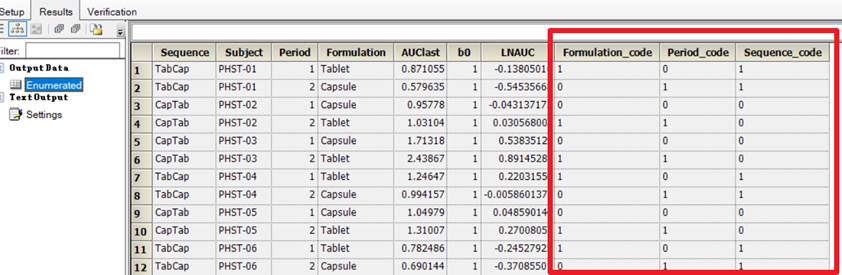 Setup Results Verification
Filter:
Output Data
Enumerated
Text Output
Settings
Sequence Subject Period Formulation AUClast b0 LNAUC Formulation_code Period_code Sequence_code
1 TabCap PHST-01 1 Tablet 0.871055 1 -0.1380501 1 0 1
2 TabCap PHST-01 2 Capsule 0.579635 1 -0.5453566 0 1 1
3 CapTab PHST-02 1 Capsule 0.95778 1 -0.04313717 0 0 0
4 CapTab PHST-02 2 Tablet 1.03104 1 0.03056800 1 1 0
5 CapTab PHST-03 1 Capsule 1.71318 1 0.5383512 0 0 0
6 CapTab PHST-03 2 Tablet 2.43867 1 0.8914528 1 1 0
7 TabCap PHST-04 1 Tablet 1.24647 1 0.2203155 1 0 1
8 TabCap PHST-04 2 Capsule 0.994157 1 -0.00586013 0 1 1
9 CapTab PHST-05 1 Capsule 1.04979 1 0.04859014 0 0 0
10 CapTab PHST-05 2 Tablet 1.31007 1 0.2700805 1 1 0
11 TabCap PHST-06 1 Tablet 0.782486 1 -0.2452792 1 0 1
12 TabCap PHST-06 2 Capsule 0.690144 1 -0.3708550 0 1 1